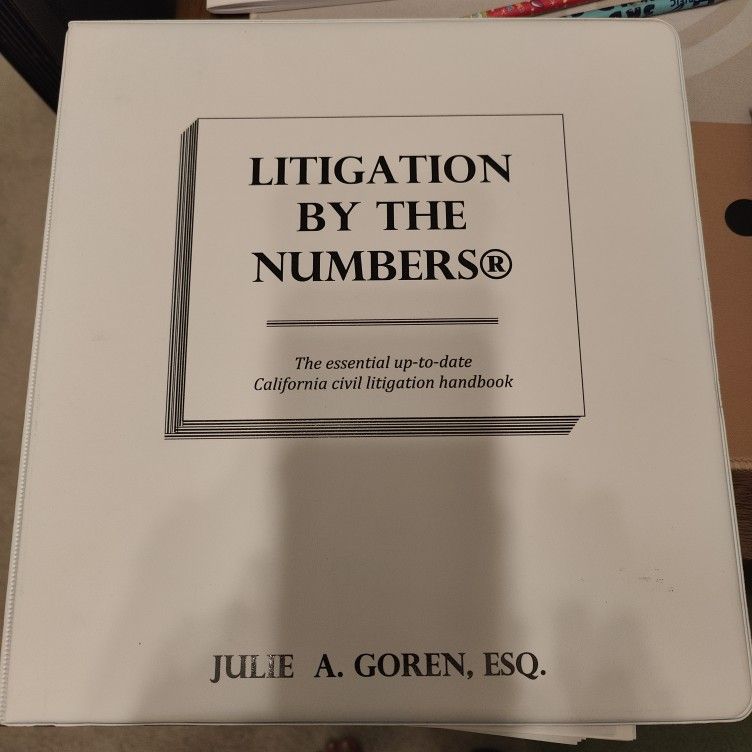 LITIGATION
BY THE
NUMBERS®
The essential up-to-date
California civil litigation handbook
JULIE A. GOREN, ESQ.